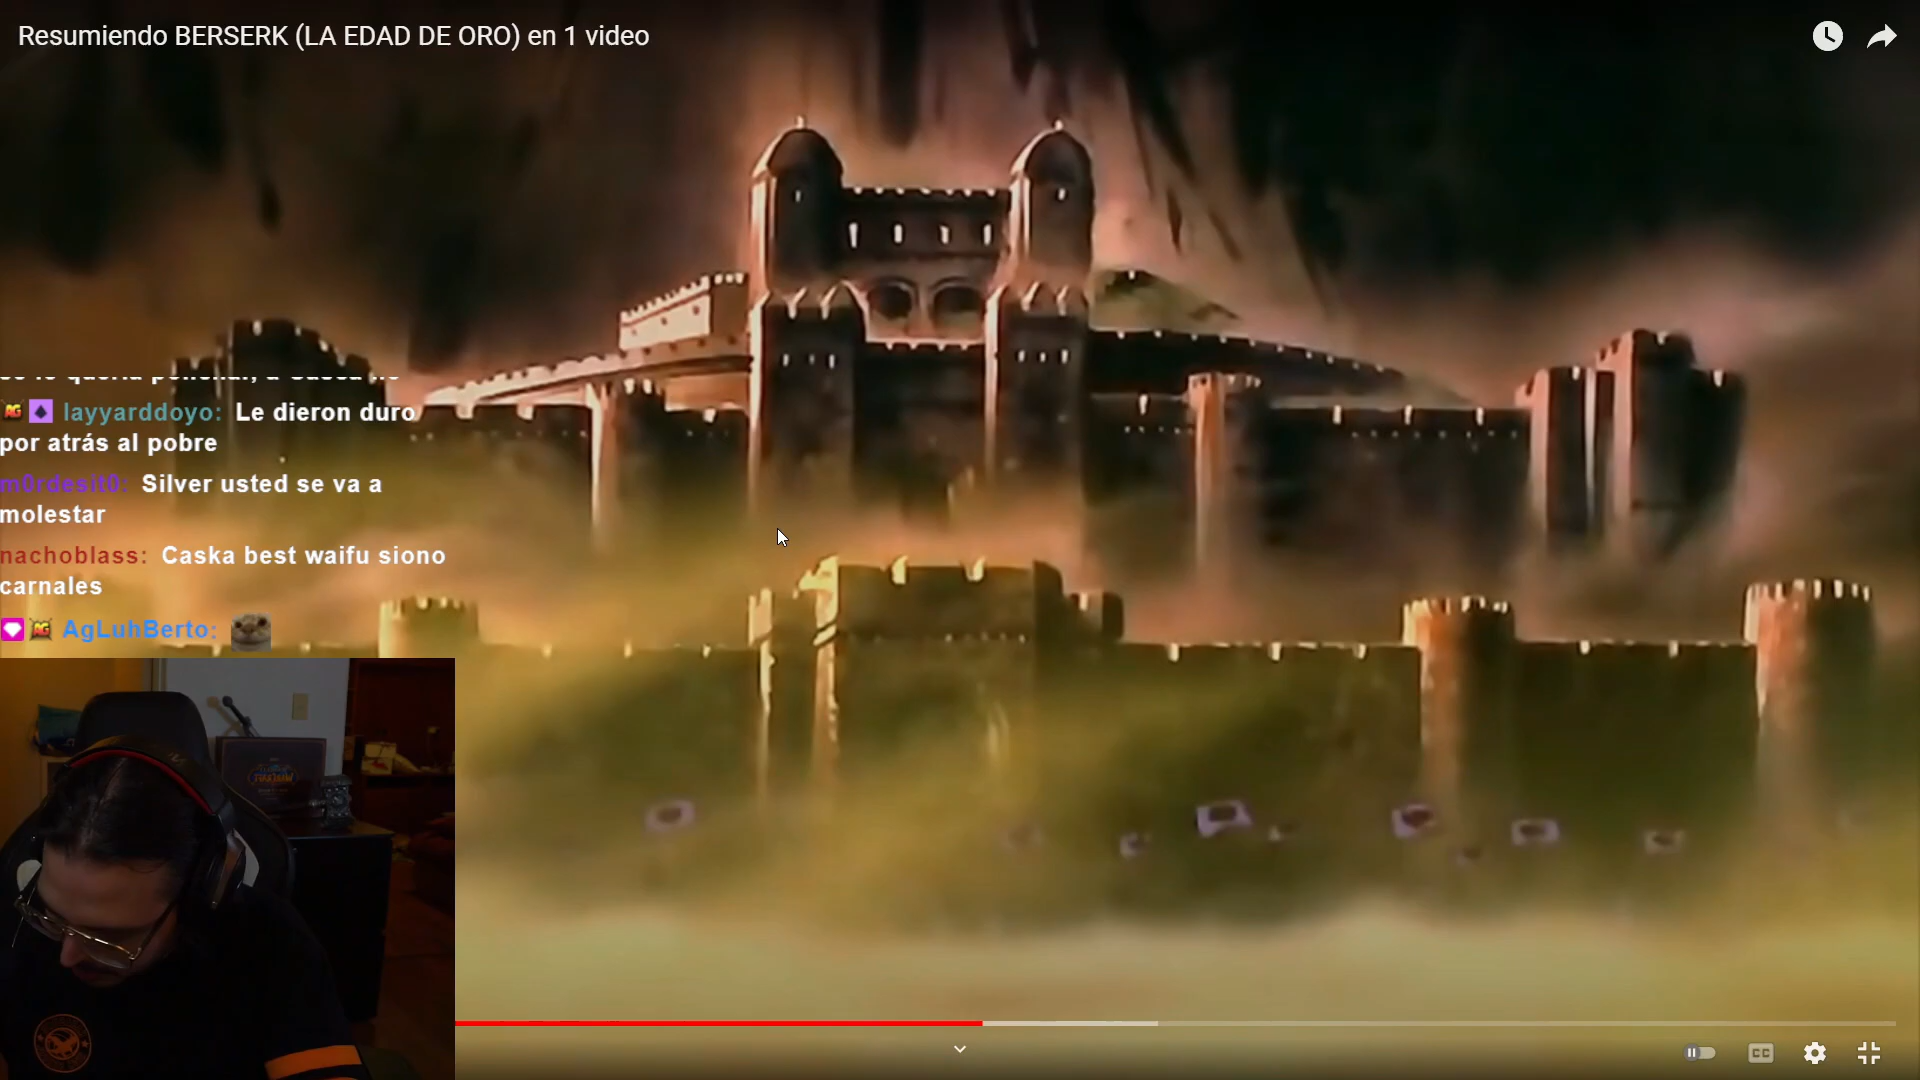 Resumiendo BERSERK (LA EDAD DE ORO) en 1 video
layyarddoyo: Le dieron duro
por atrás al pobre
m0rdesit0: Silver usted se va a
molestar
nachoblass: Caska best waifu siono
carnales
AgLuhBerto:
CC